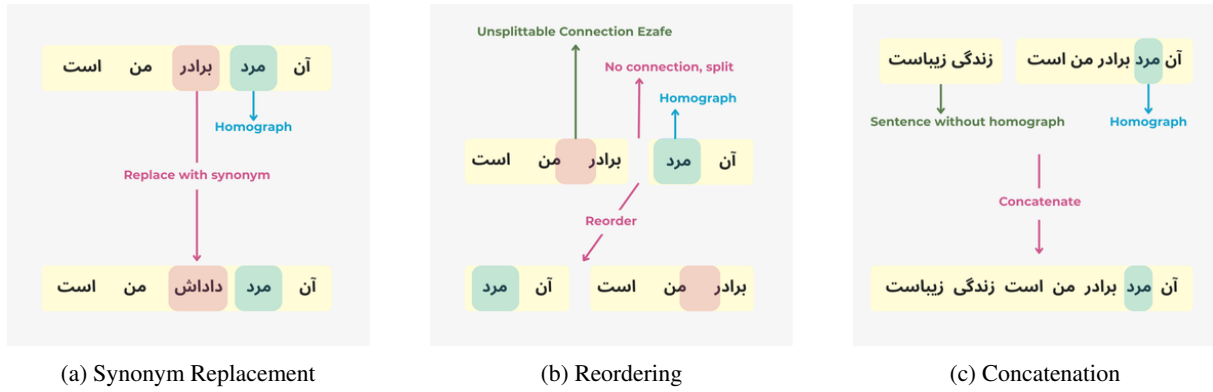 آن مرد برادر من است
Homograph
Replace with synonym
آن مرد داداش من است
(a) Synonym Replacement
Unsplittable Connection Ezafe
No connection, split
Homograph
آن مرد
برادر من است
Reorder
برادر من است
آن مرد
(b) Reordering
آن مرد برادر من است
زندگی زیباست
Sentence without homograph
Homograph
Concatenate
آن مرد برادر من است زندگی زیباست
(c) Concatenation